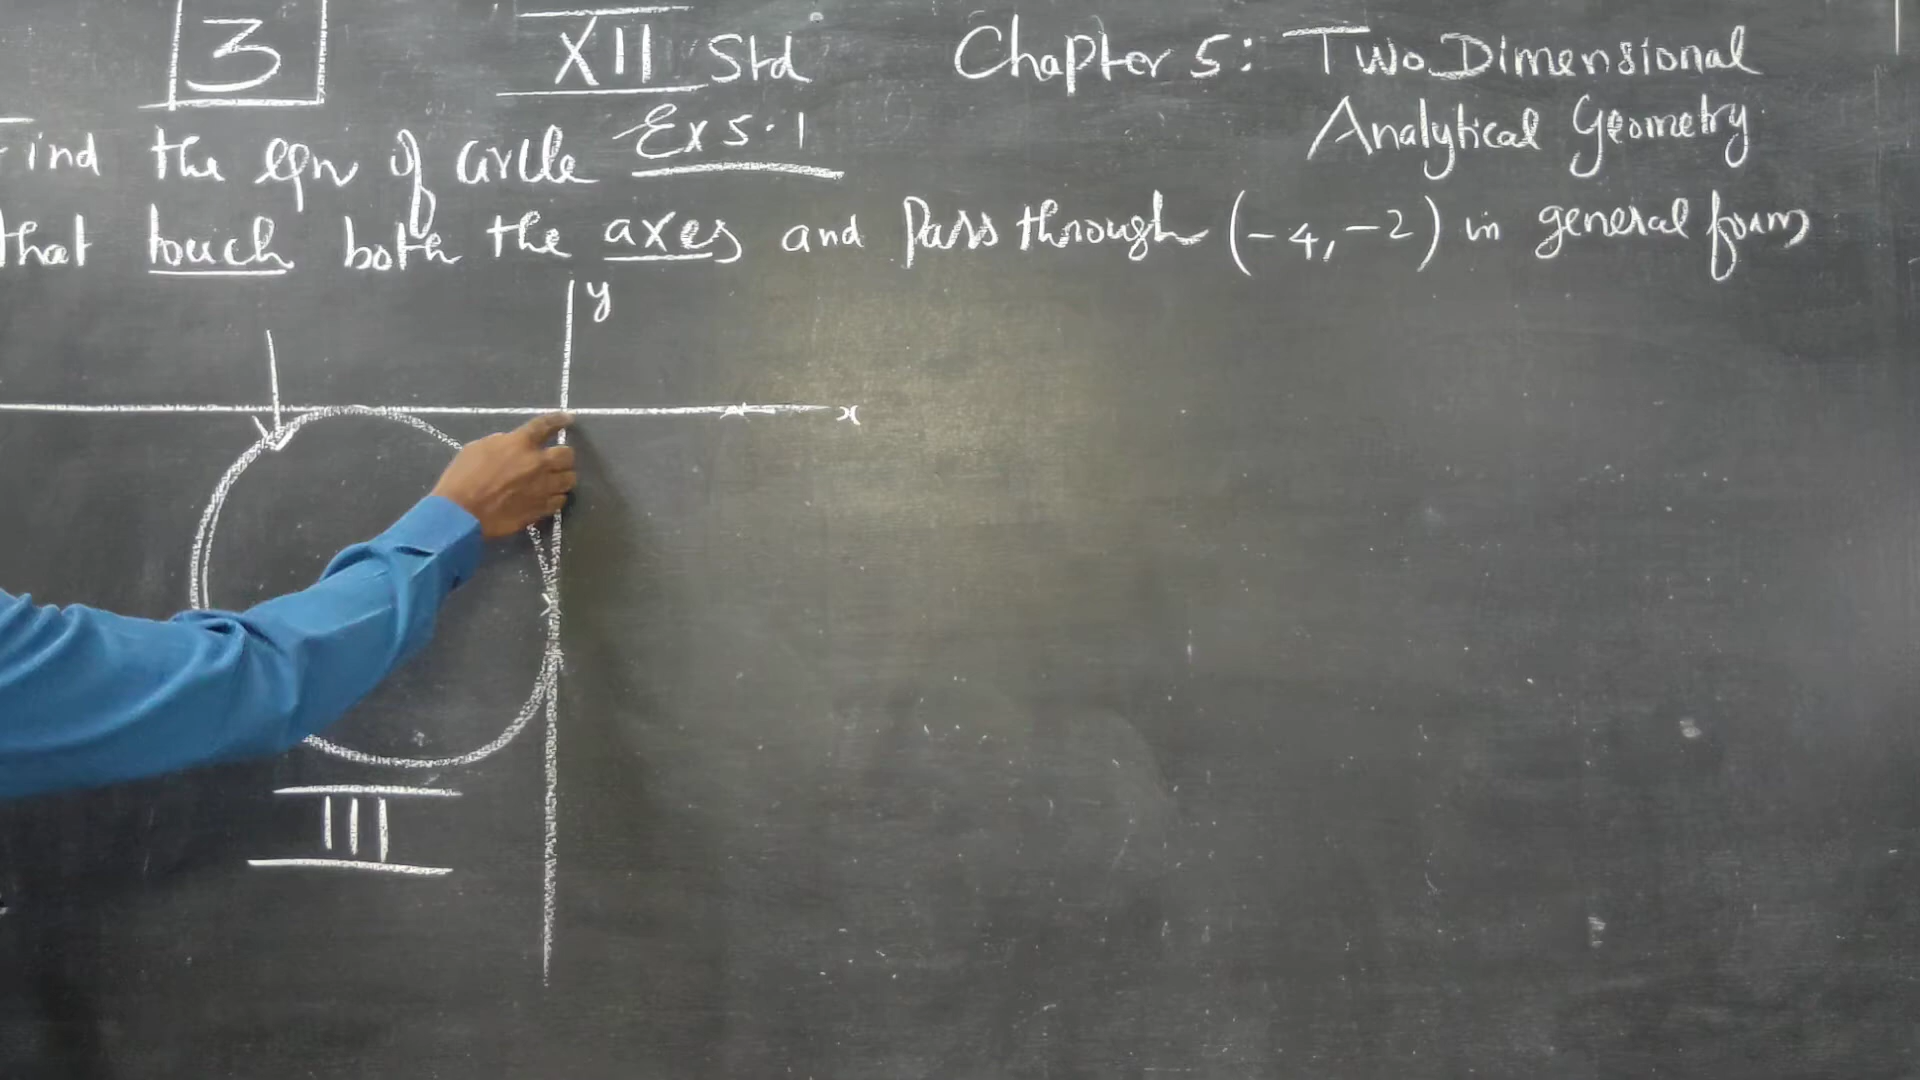 3
XII Std
Chapter 5: Two Dimensional
Analytical Geometry
Ex 5.1
Find the eqn of circle
that touch both the axes and Pass through (-4,-2) in general form
y
x
III